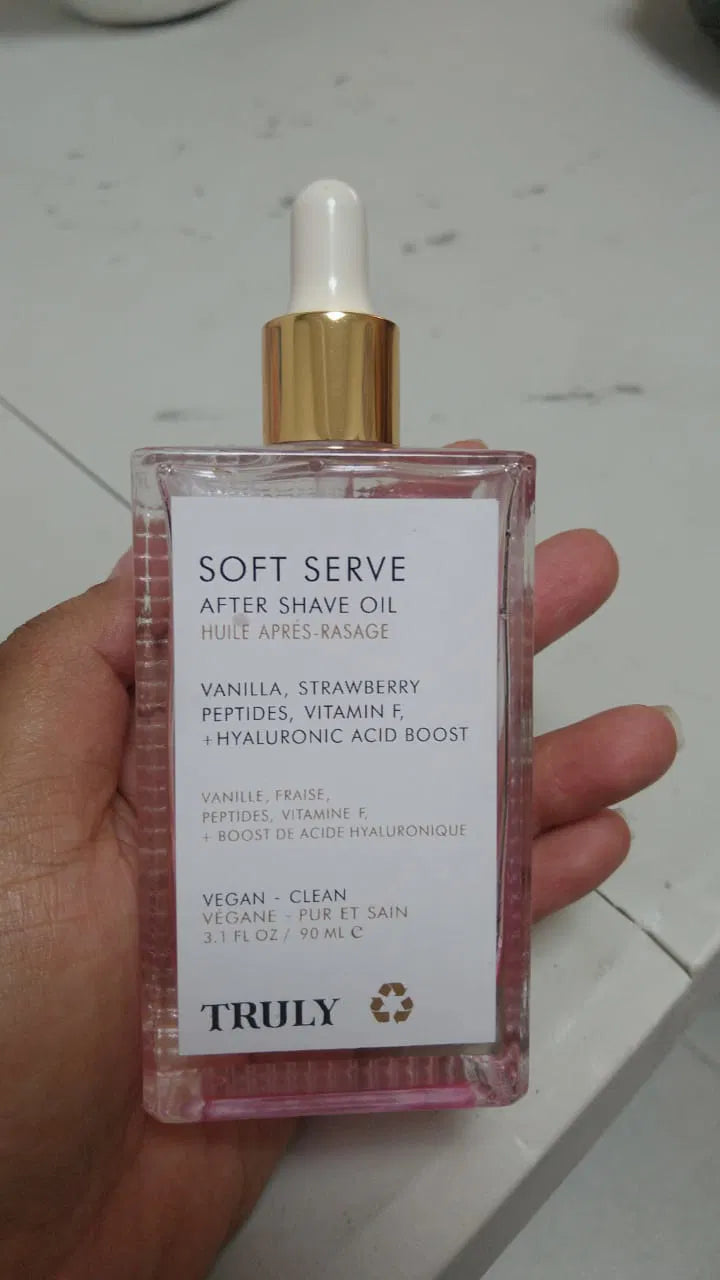 SOFT SERVE
AFTER SHAVE OIL
HUILE APRÉS-RASAGE
VANILLA, STRAWBERRY
PEPTIDES, VITAMIN F,
+HYALURONIC ACID BOOST
VANILLE, FRAISE,
PEPTIDES, VITAMINE F,
+ BOOST DE ACIDE HYALURONIQUE
VEGAN - CLEAN
VÉGANE - PUR ET SAIN
3.1 FL OZ / 90 ML ℮
TRULY